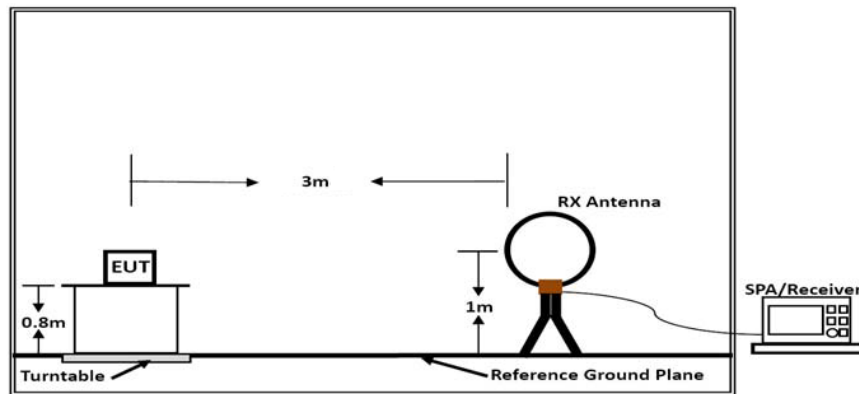 3m
RX Antenna
EUT
SPA/Receiver
0.8m
1m
Turntable
Reference Ground Plane